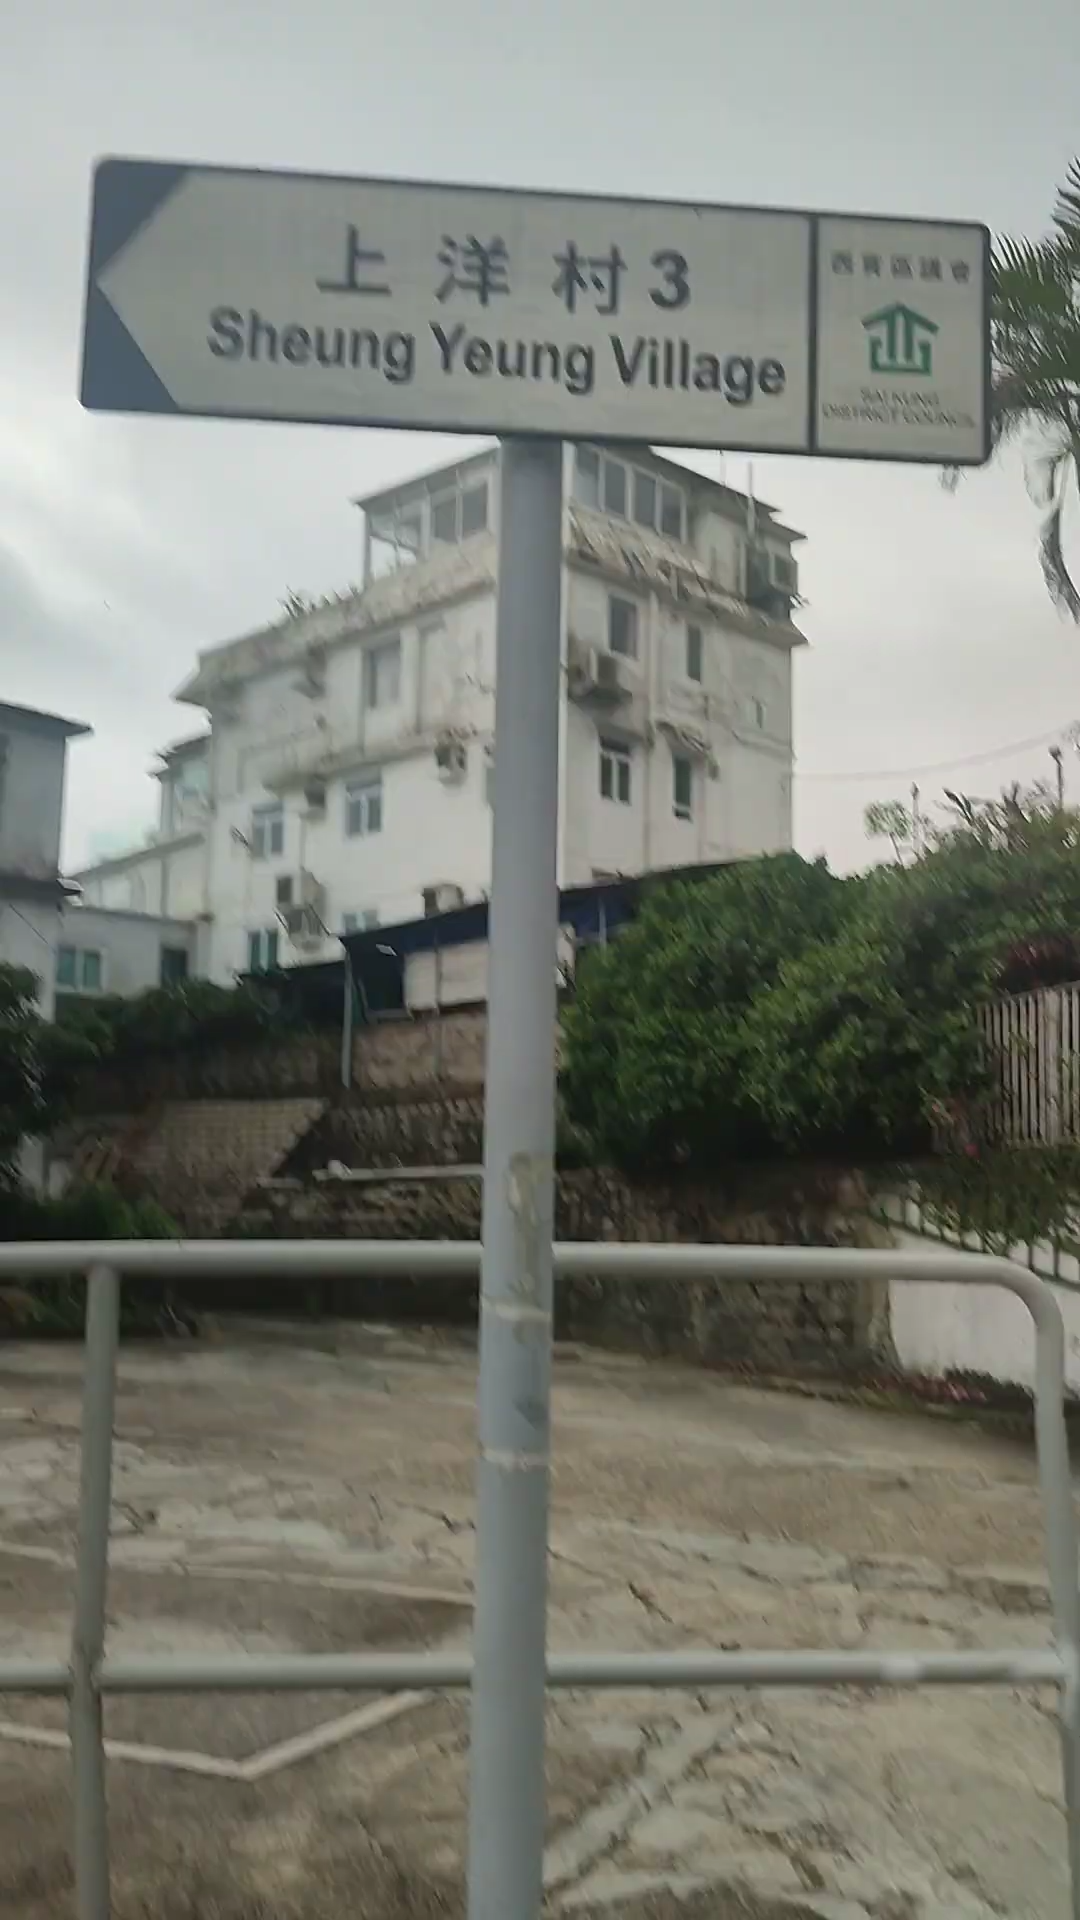 上洋村3
Sheung Yeung Village
西貢區議會
SAI KUNG
DISTRICT COUNCIL